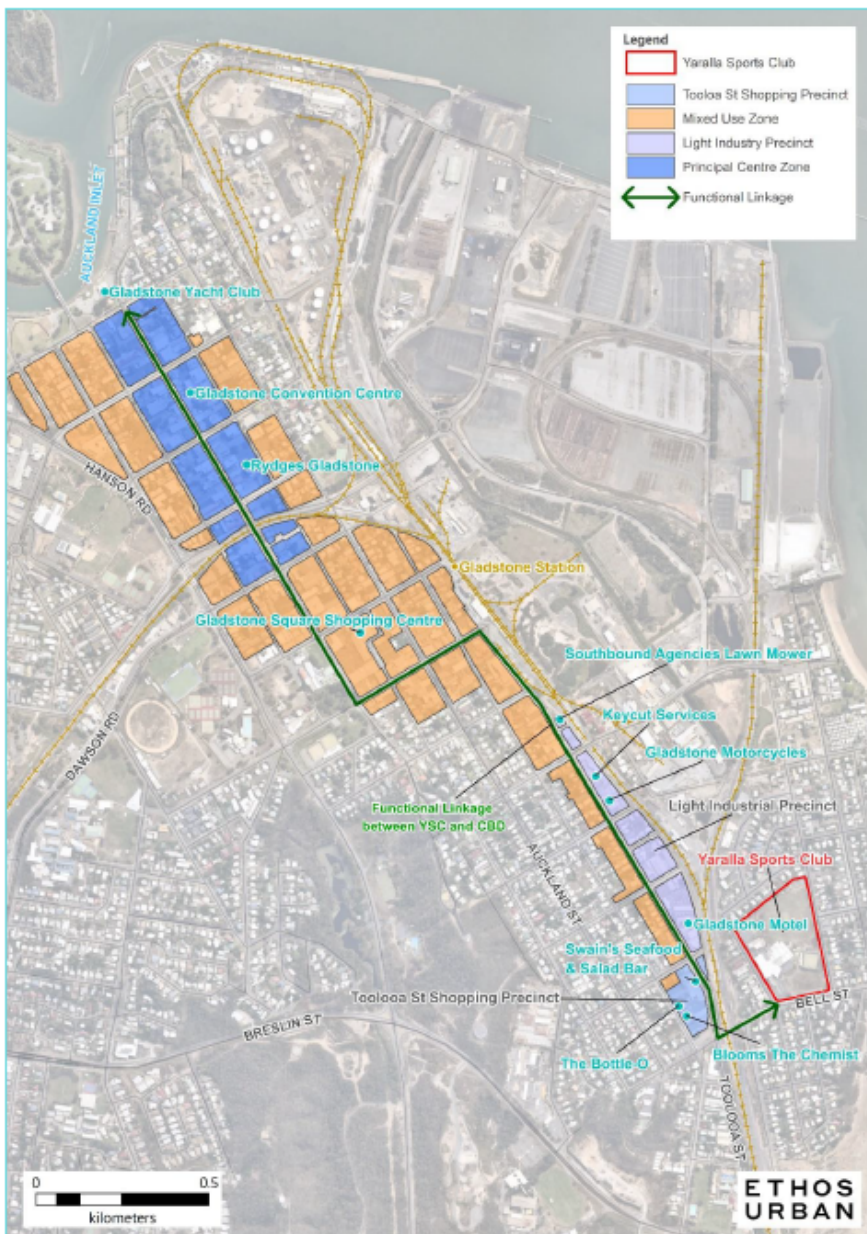 Legend
Yaralla Sports Club
Tooloa St Shopping Precinct
Mixed Use Zone
Light Industry Precinct
Principal Centre Zone
Functional Linkage
AUCKLAND INLET
Gladstone Yacht Club
Gladstone Convention Centre
Rydges Gladstone
HANSON RD
Gladstone Station
Gladstone Square Shopping Centre
Southbound Agencies Lawn Mower
Keycut Services
DAWSON RD
Gladstone Motorcycles
Functional Linkage
between YSC and CBD
Light Industrial Precinct
AUCKLAND ST
Yaralla Sports Club
Gladstone Motel
Swain's Seafood
& Salad Bar
Toolooa St Shopping Precinct
BELL ST
BRESLIN ST
The Bottle-O
Blooms The Chemist
TOOLOOA ST
0 0.5
kilometers
ETHOS
URBAN